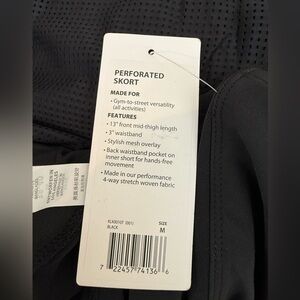 PERFORATED
SKORT
MADE FOR
• Gym-to-street versatility
(all activities)
FEATURES
• 13" front mid-thigh length
• 3" waistband
• Stylish mesh overlay
• Back waistband pocket on
inner short for hands-free
movement
• Made in our performance
4-way stretch woven fabric
SIZE
BLACK
M
7 22457 74136 6